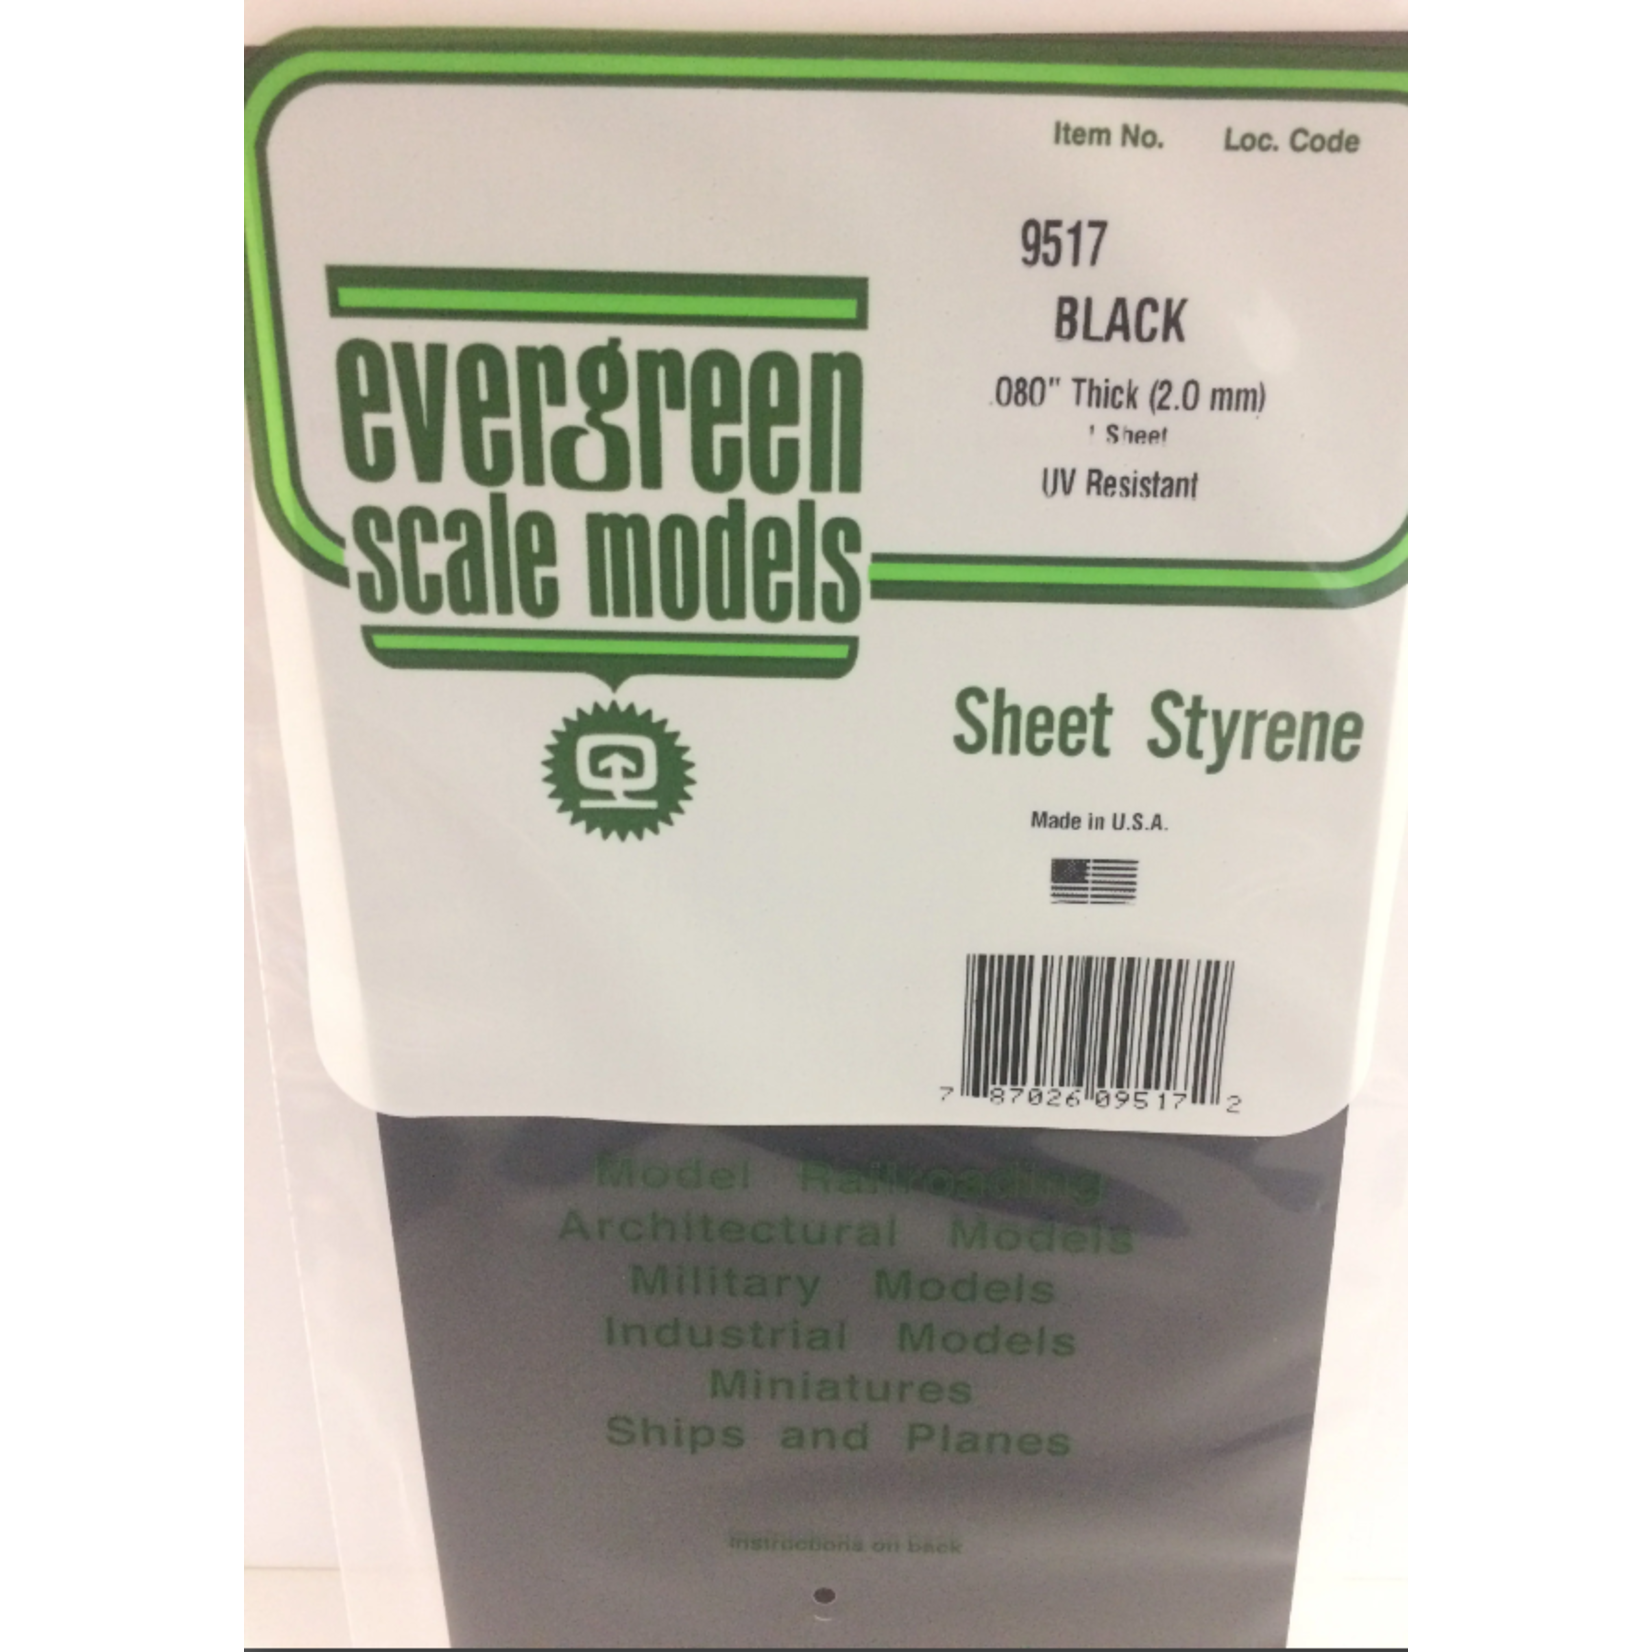 Item No. Loc. Code
9517
BLACK
.080" Thick (2.0 mm)
1 Sheet
UV Resistant
evergreen
scale models
Sheet Styrene
Made in U.S.A.
7 87026 09517 2
Model Railroading
Architectural Models
Military Models
Industrial Models
Miniatures
Ships and Planes
Instructions on back